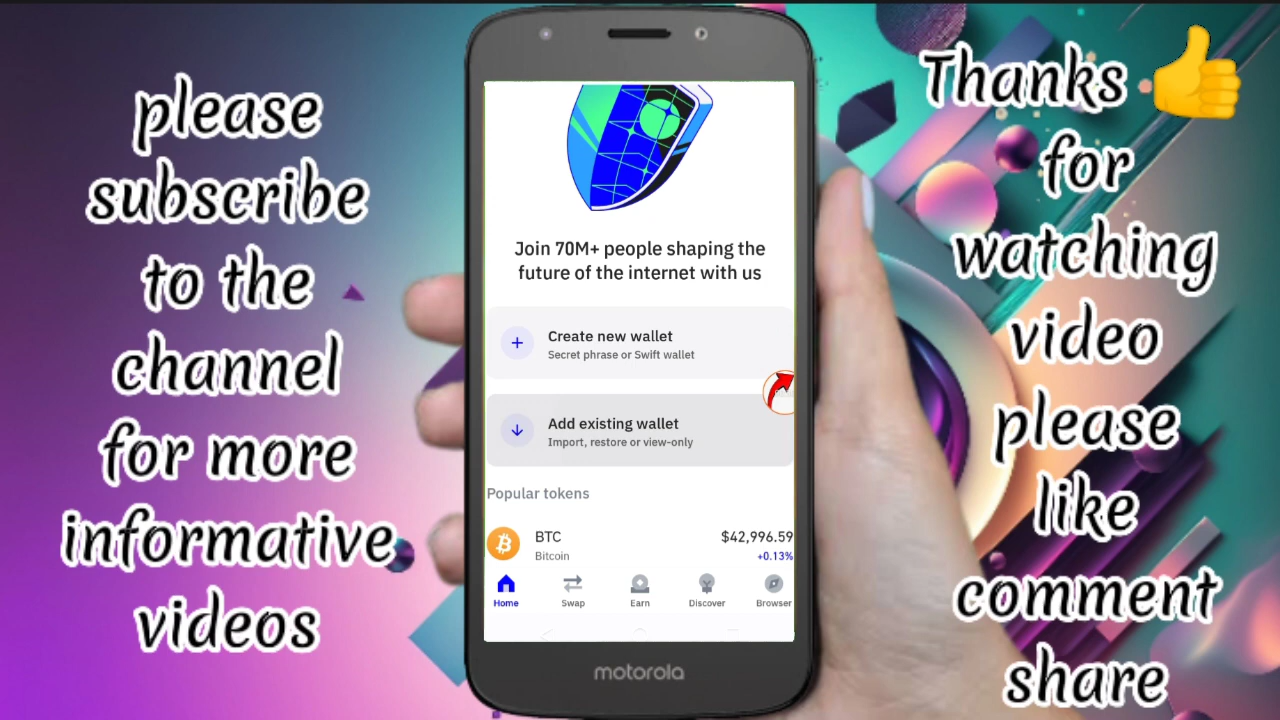 please
subscribe
to the
channel
for more
informative
videos
Join 70M+ people shaping the
future of the internet with us
Create new wallet
Secret phrase or Swift wallet
Add existing wallet
Import, restore or view-only
Popular tokens
BTC
$42,996.59
Bitcoin
+0.13%
Home
Swap
Earn
Discover
Browser
motorola
Thanks 👍
for
watching
video
please
like
comment
share